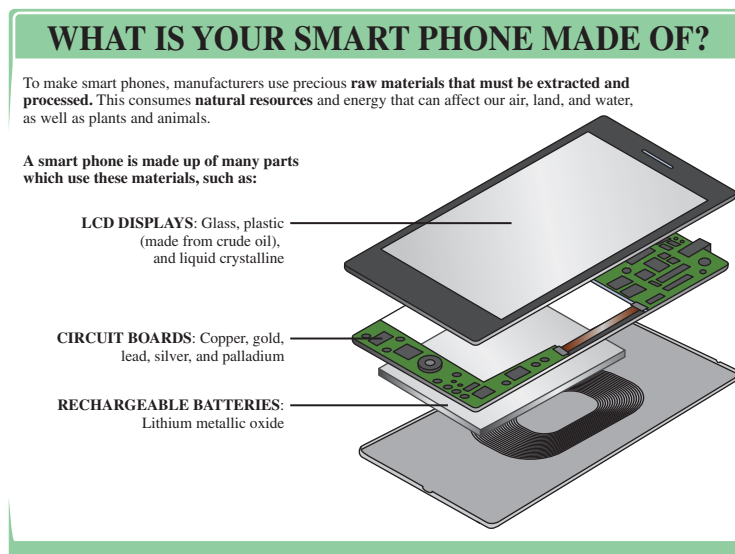 WHAT IS YOUR SMART PHONE MADE OF?
To make smart phones, manufacturers use precious raw materials that must be extracted and
processed. This consumes natural resources and energy that can affect our air, land, and water,
as well as plants and animals.
A smart phone is made up of many parts
which use these materials, such as:
LCD DISPLAYS: Glass, plastic
(made from crude oil),
and liquid crystalline
CIRCUIT BOARDS: Copper, gold,
lead, silver, and palladium
RECHARGEABLE BATTERIES:
Lithium metallic oxide